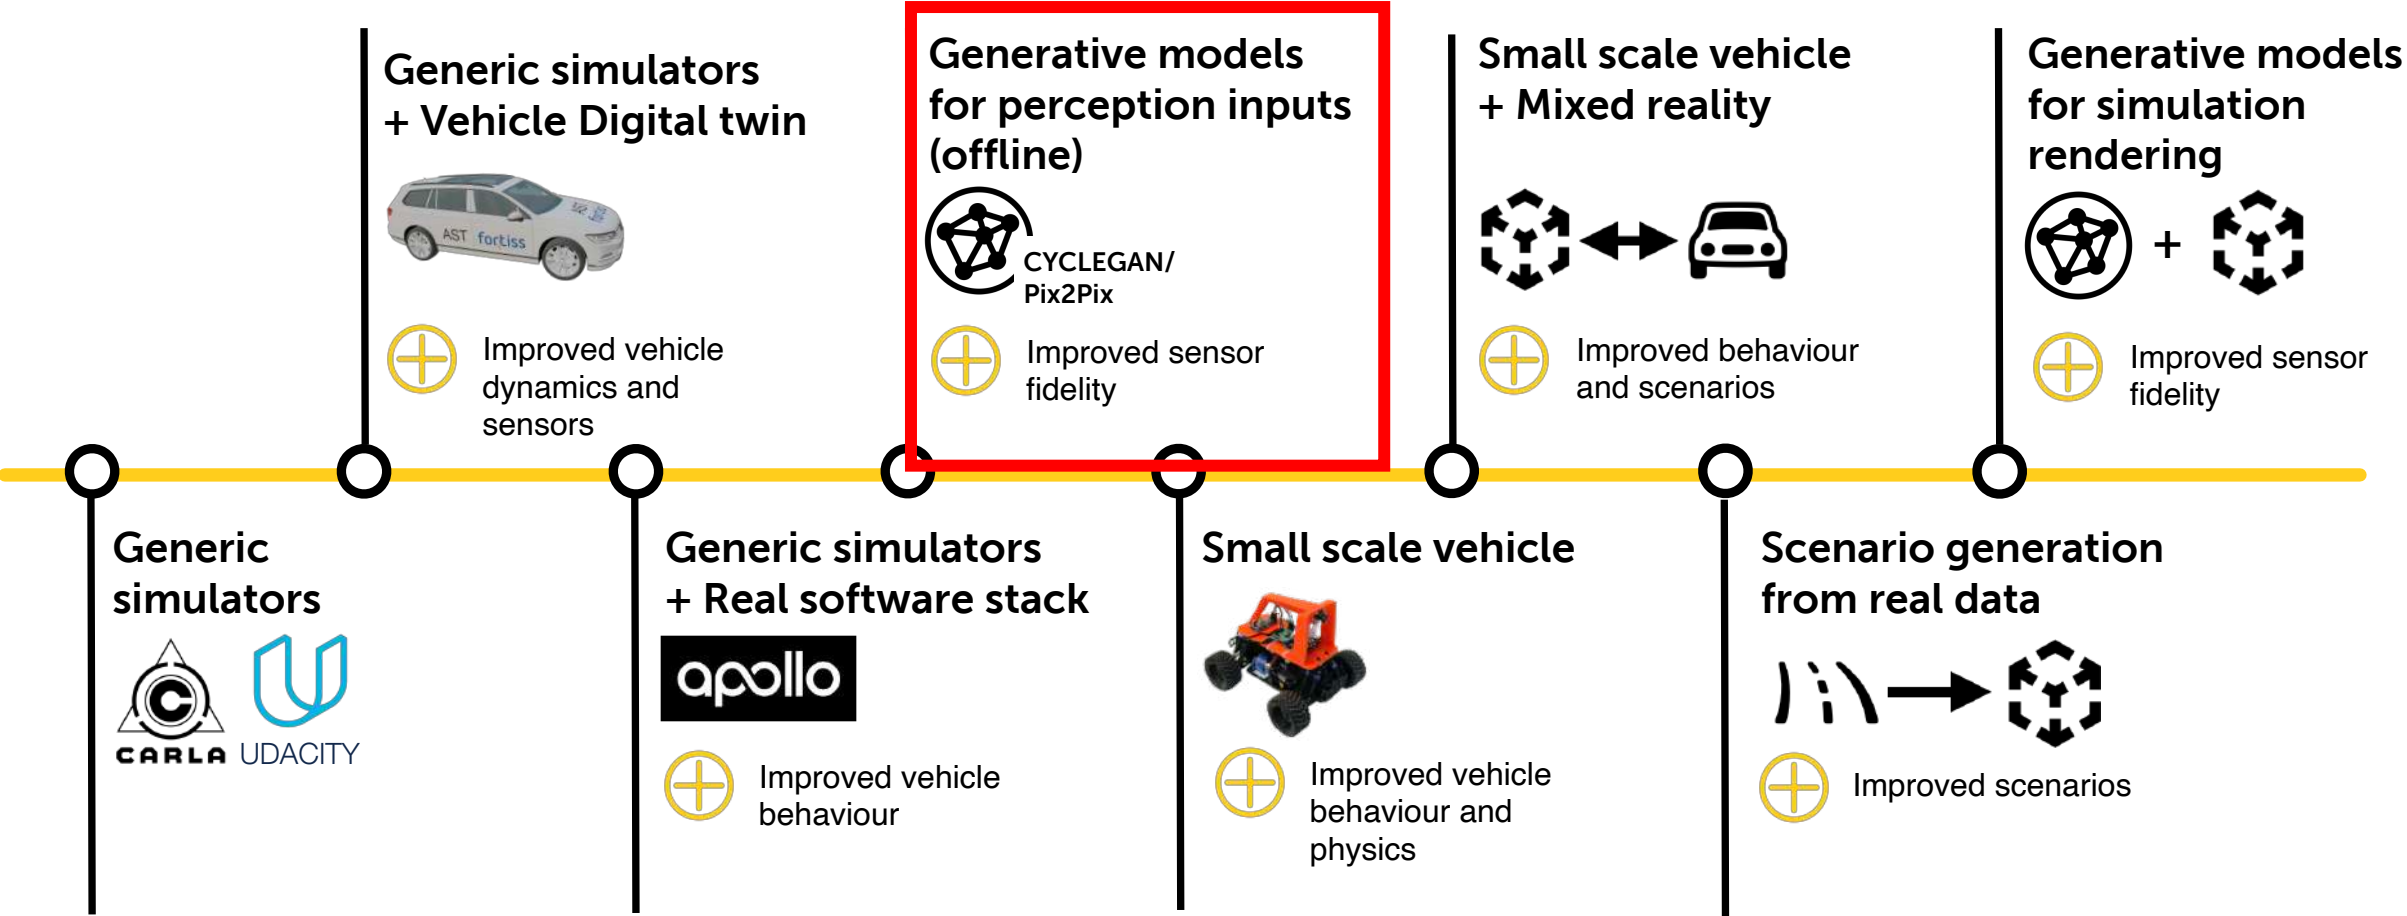 Generic simulators
+ Vehicle Digital twin
AST fortiss
Improved vehicle
dynamics and
sensors
Generative models
for perception inputs
(offline)
CYCLEGAN/
Pix2Pix
Improved sensor
fidelity
Small scale vehicle
+ Mixed reality
Improved behaviour
and scenarios
Generative models
for simulation
rendering
+
Improved sensor
fidelity
Generic
simulators
C
CARLA UDACITY
Generic simulators
+ Real software stack
apollo
Improved vehicle
behaviour
Small scale vehicle
Improved vehicle
behaviour and
physics
Scenario generation
from real data
Improved scenarios